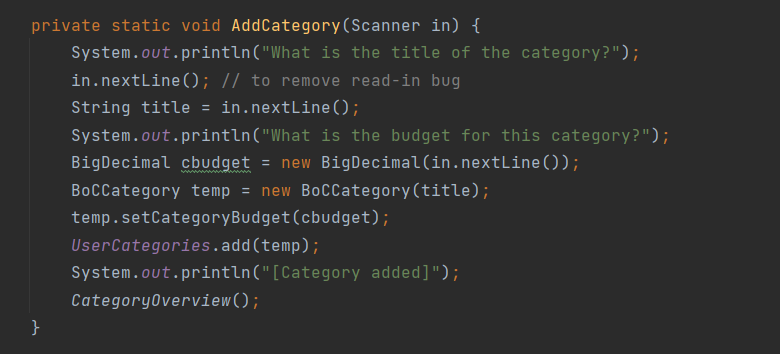 private static void AddCategory(Scanner in) {
System.out.println("What is the title of the category?");
in.nextLine(); // to remove read-in bug
String title = in.nextLine();
System.out.println("What is the budget for this category?");
BigDecimal cbudget = new BigDecimal(in.nextLine());
BoCCategory temp = new BoCCategory(title);
temp.setCategoryBudget(cbudget);
UserCategories.add(temp);
System.out.println("[Category added]");
CategoryOverview();
}